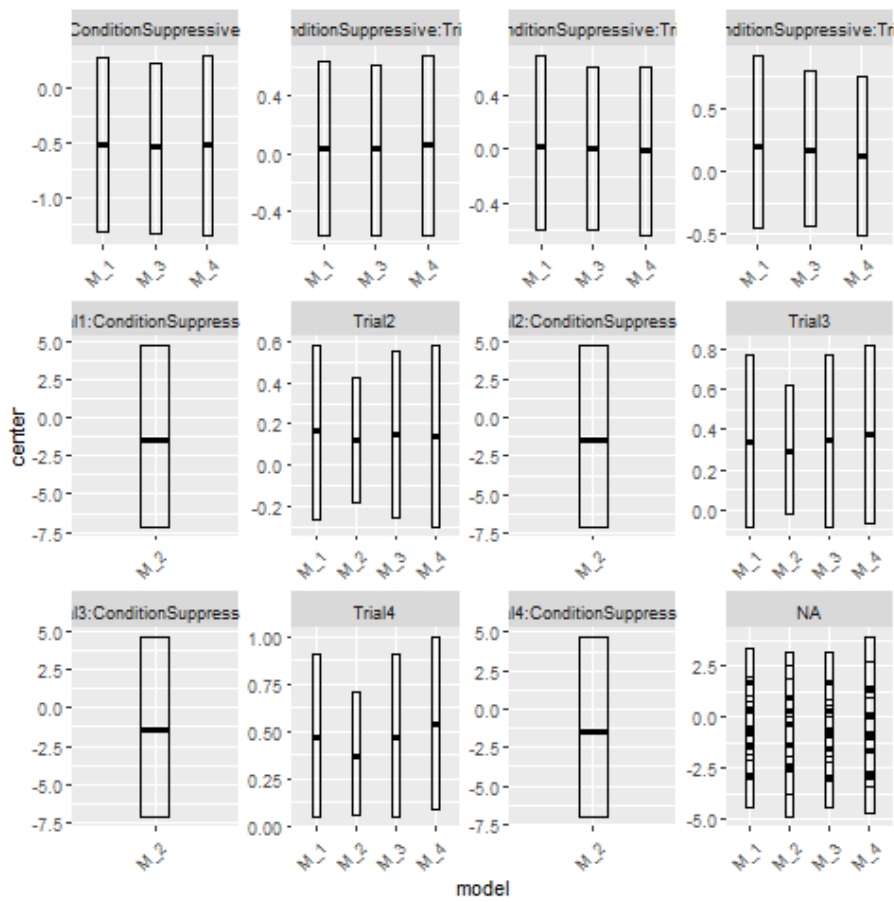 ConditionSuppressive
nditionSuppressive:Tri
nditionSuppressive:Tri
nditionSuppressive:Tri
0.0
-0.5
-1.0
0.4
0.0
-0.4
0.4
0.0
-0.4
0.5
0.0
-0.5
M_1 M_3 M_4
M_1 M_3 M_4
M_1 M_3 M_4
M_1 M_3 M_4
al1:ConditionSuppress
Trial2
al2:ConditionSuppress
Trial3
5.0
2.5
0.0
-2.5
-5.0
-7.5
0.6
0.4
0.2
0.0
-0.2
5.0
2.5
0.0
-2.5
-5.0
-7.5
0.8
0.6
0.4
0.2
0.0
M_2
M_1 M_2 M_3 M_4
M_2
M_1 M_2 M_3 M_4
al3:ConditionSuppress
Trial4
al4:ConditionSuppress
NA
5.0
2.5
0.0
-2.5
-5.0
-7.5
1.00
0.75
0.50
0.25
0.00
5.0
2.5
0.0
-2.5
-5.0
-7.5
2.5
0.0
-2.5
-5.0
M_2
M_1 M_2 M_3 M_4
M_2
M_1 M_2 M_3 M_4
center
model